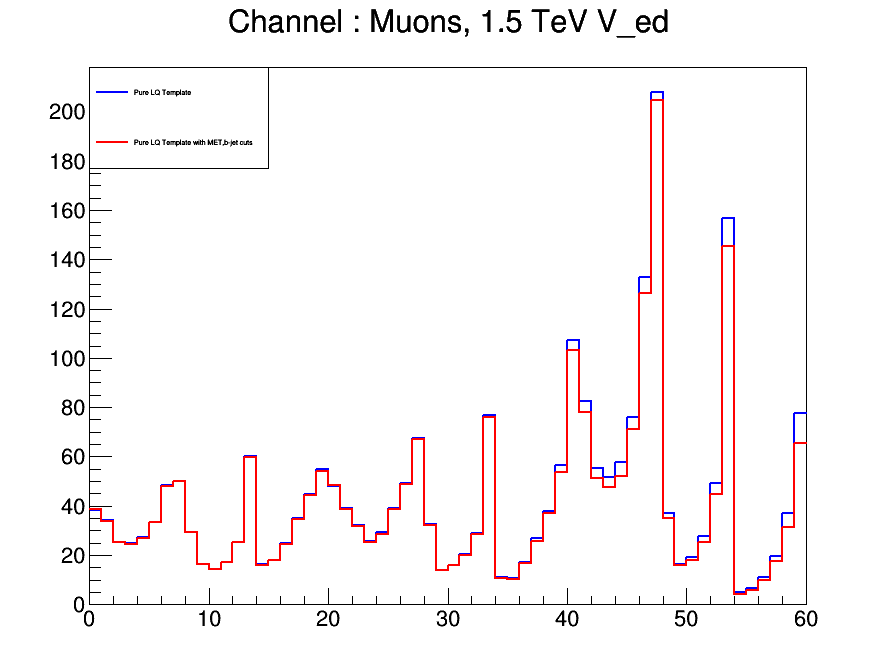 Channel : Muons, 1.5 TeV V_ed
Pure LQ Template
Pure LQ Template with MET,b-jet cuts
200
180
160
140
120
100
80
60
40
20
0
0 10 20 30 40 50 60